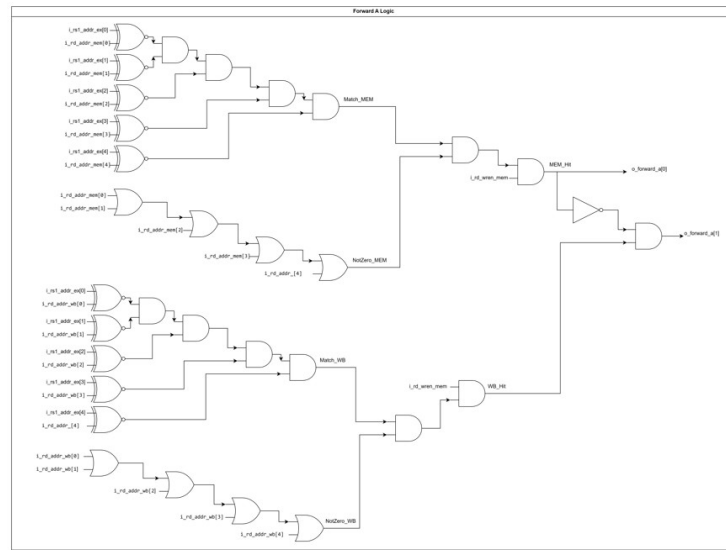 Forward A Logic
i_rs1_addr_ex[0]
i_rd_addr_mem[0]
i_rs1_addr_ex[1]
i_rd_addr_mem[1]
i_rs1_addr_ex[2]
i_rd_addr_mem[2]
i_rs1_addr_ex[3]
i_rd_addr_mem[3]
Match_MEM
i_rs1_addr_ex[4]
i_rd_addr_mem[4]
MEM_Hit
o_forward_a[0]
i_rd_wren_mem
i_rd_addr_mem[0]
i_rd_addr_mem[1]
i_rd_addr_mem[2]
o_forward_a[1]
i_rd_addr_mem[3]
NotZero_MEM
i_rd_addr_[4]
i_rs1_addr_ex[0]
i_rd_addr_wb[0]
i_rs1_addr_ex[1]
i_rd_addr_wb[1]
i_rs1_addr_ex[2]
i_rd_addr_wb[2]
Match_WB
i_rs1_addr_ex[3]
i_rd_addr_wb[3]
i_rd_wren_mem
WB_Hit
i_rs1_addr_ex[4]
i_rd_addr_[4]
i_rd_addr_wb[0]
i_rd_addr_wb[1]
i_rd_addr_wb[2]
i_rd_addr_wb[3]
NotZero_WB
i_rd_addr_wb[4]